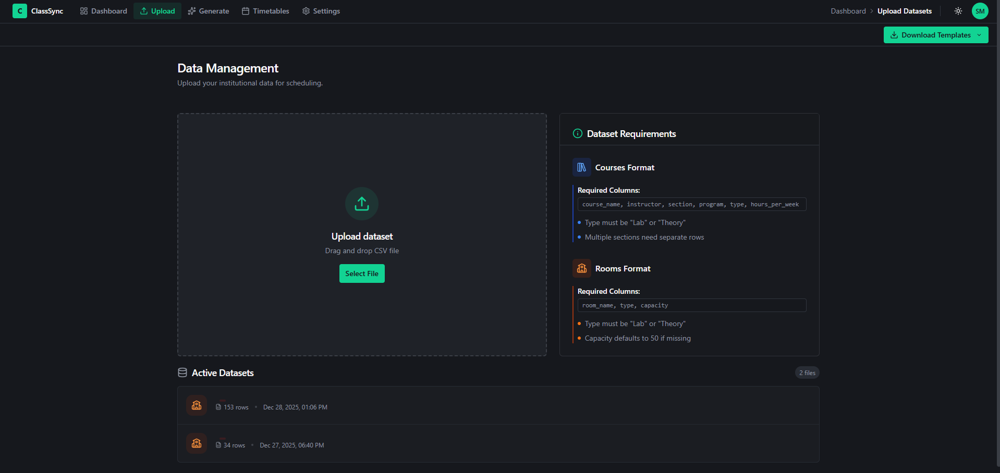 C ClassSync Dashboard Upload Generate Timetables Settings Dashboard > Upload Datasets SM
Download Templates
Data Management
Upload your institutional data for scheduling.
Upload dataset
Drag and drop CSV file
Select File
Dataset Requirements
Courses Format
Required Columns:
course_name, instructor, section, program, type, hours_per_week
Type must be "Lab" or "Theory"
Multiple sections need separate rows
Rooms Format
Required Columns:
room_name, type, capacity
Type must be "Lab" or "Theory"
Capacity defaults to 50 if missing
Active Datasets 2 files
153 rows • Dec 28, 2025, 01:06 PM
34 rows • Dec 27, 2025, 06:40 PM